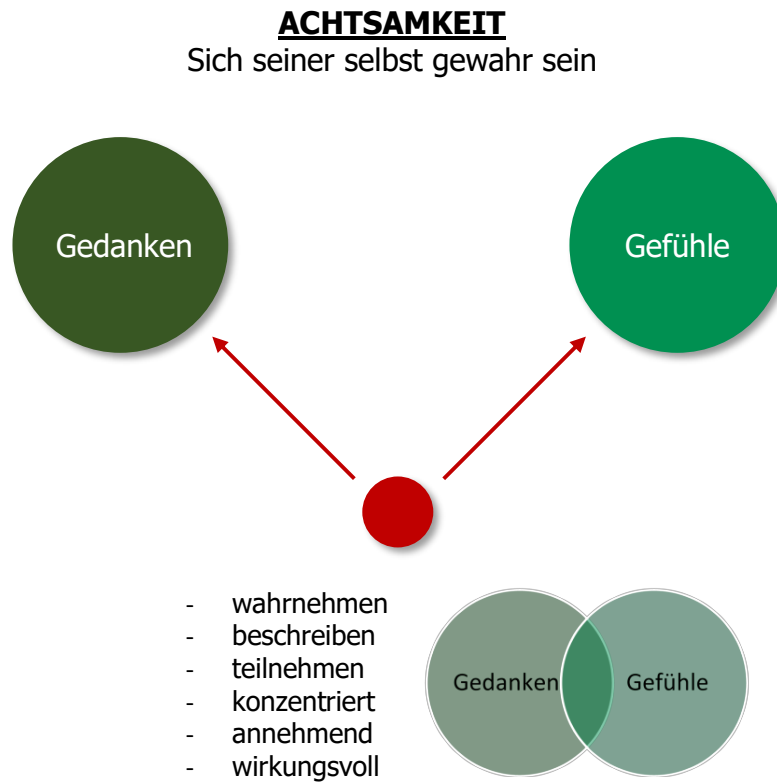 ACHTSAMKEIT
Sich seiner selbst gewahr sein
Gedanken
Gefühle
- wahrnehmen
- beschreiben
- teilnehmen
- konzentriert
- annehmend
- wirkungsvoll
Gedanken
Gefühle